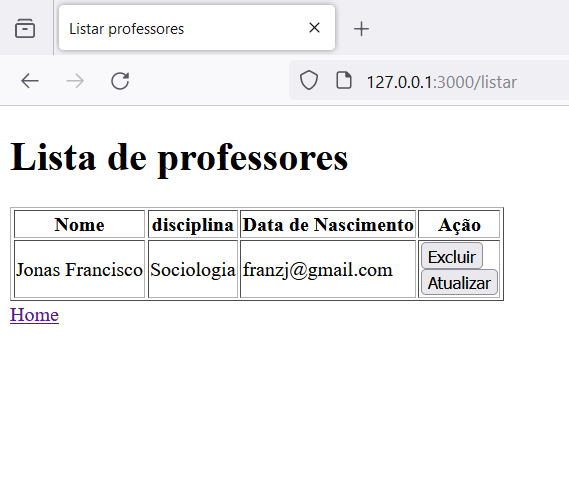 Listar professores
127.0.0.1:3000/listar
Lista de professores
Nome disciplina Data de Nascimento Ação
Jonas Francisco Sociologia franzj@gmail.com Excluir
Atualizar
Home